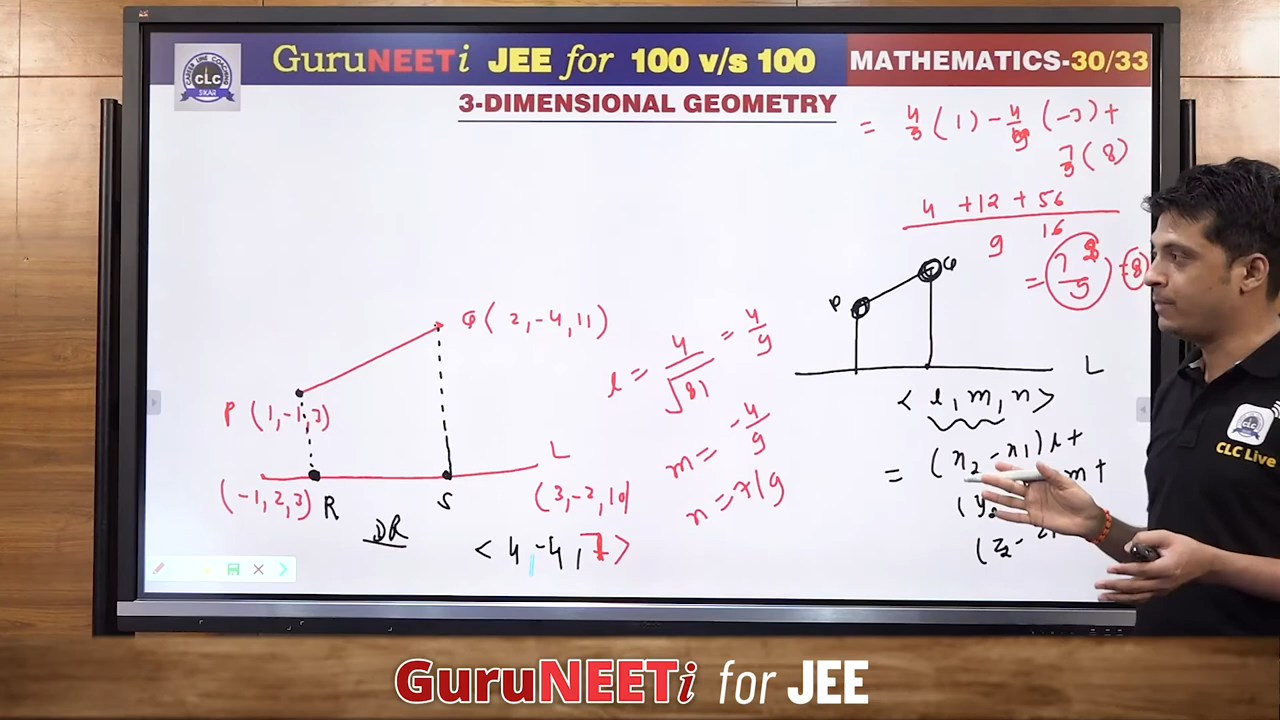 GuruNEETi JEE for 100 v/s 100
MATHEMATICS-30/33
CLC
SIKAR
3-DIMENSIONAL GEOMETRY
= 4/9 (1) - 4/9 (-3) +
7/9 (8)
4 + 12 + 56
9
= 72/9 = 8
P Q
L
< l, m, n >
= (x2 - x1) l +
m +
(z2 -
Q (2, -4, 11)
P (1, -1, 3)
L
(-1, 2, 3) R
S
(3, -2, 10)
DR
< 4, -4, 7 >
l = 4/√81 = 4/9
m = -4/9
n = 7/9
CLC Live
GuruNEETi for JEE